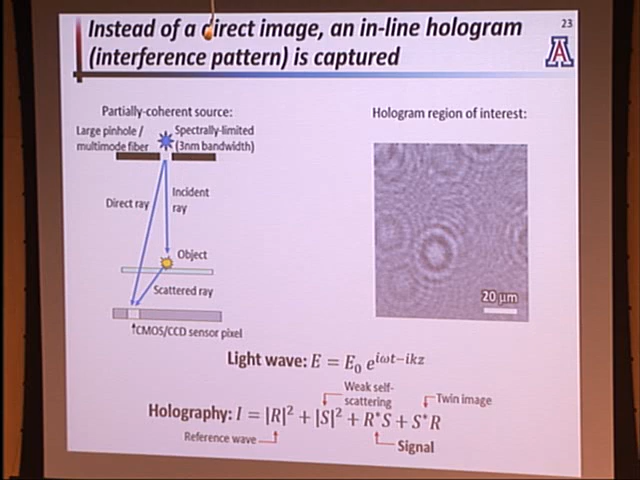 Instead of a direct image, an in-line hologram
(interference pattern) is captured
23
A
Partially-coherent source:
Large pinhole /
multimode fiber
Spectrally-limited
(3nm bandwidth)
Direct ray
Incident
ray
Object
Scattered ray
↑CMOS/CCD sensor pixel
Hologram region of interest:
20 μm
Light wave: E = E₀ e^{iωt−ikz}
Weak self-
scattering
Twin image
Holography: I = |R|² + |S|² + R*S + S*R
Reference wave
Signal